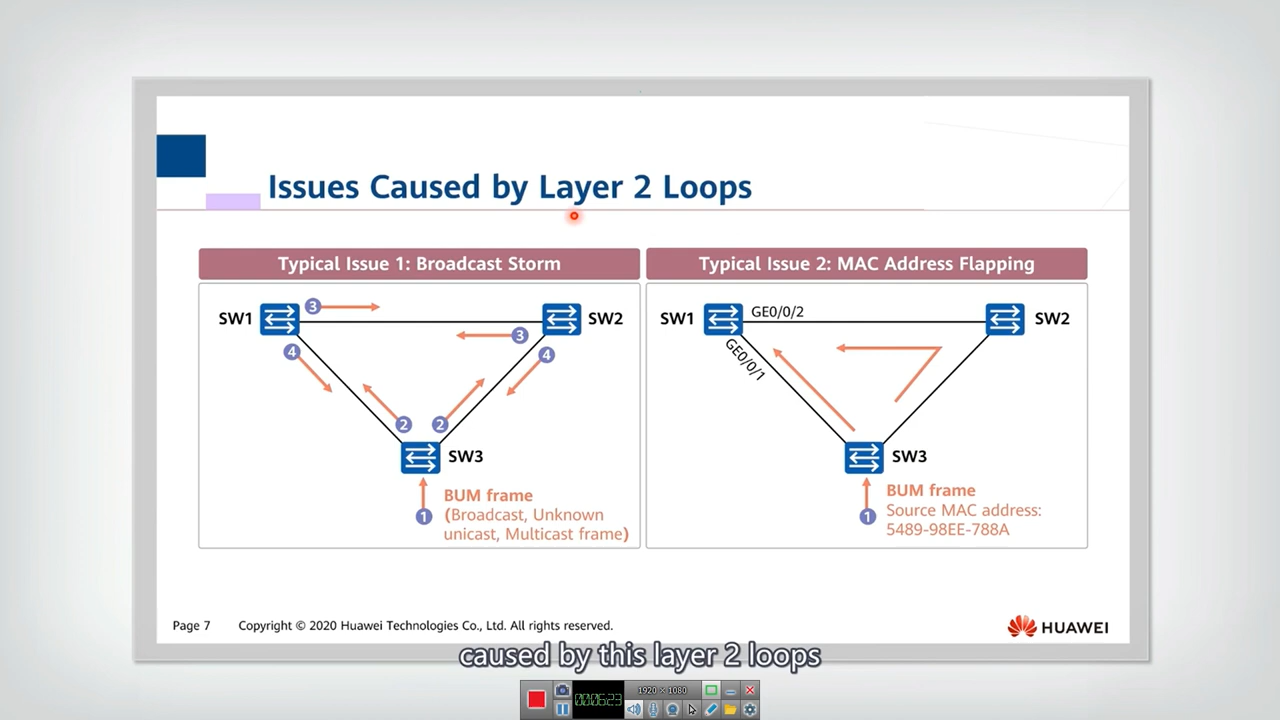 Issues Caused by Layer 2 Loops
Typical Issue 1: Broadcast Storm
SW1
3
SW2
3
4
4
2
2
SW3
BUM frame
1
(Broadcast, Unknown
unicast, Multicast frame)
Typical Issue 2: MAC Address Flapping
SW1
GE0/0/2
SW2
GE0/0/1
SW3
BUM frame
1
Source MAC address:
5489-98EE-788A
Page 7
Copyright © 2020 Huawei Technologies Co., Ltd. All rights reserved.
HUAWEI
caused by this layer 2 loops
1920 × 1080
000623